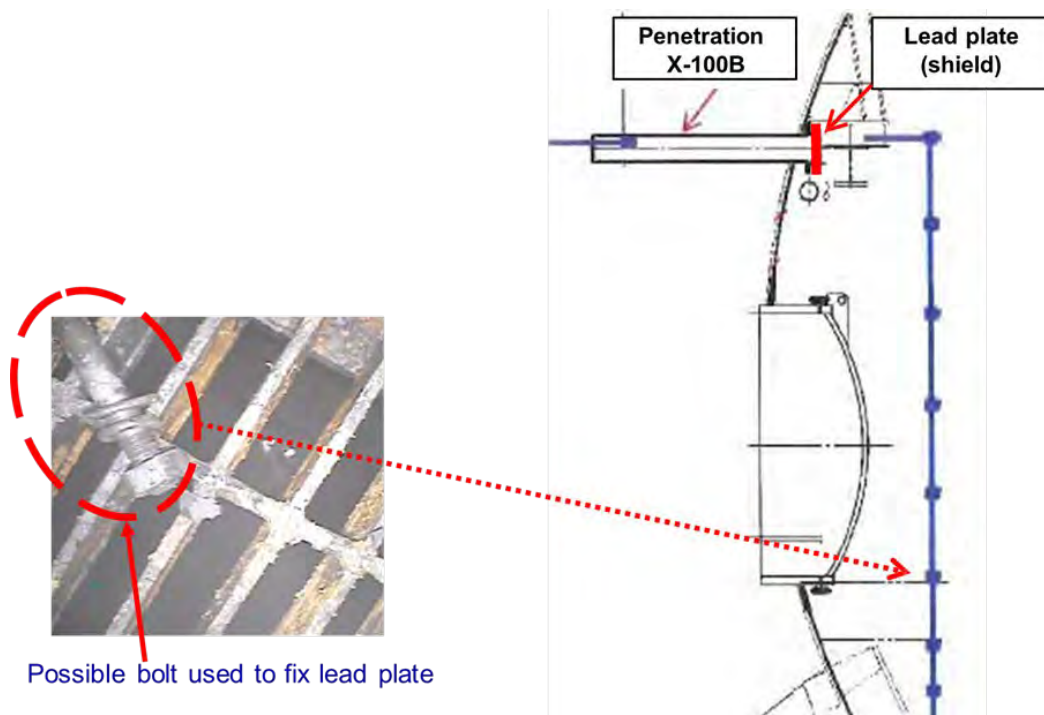 Penetration
X-100B
Lead plate
(shield)
Possible bolt used to fix lead plate